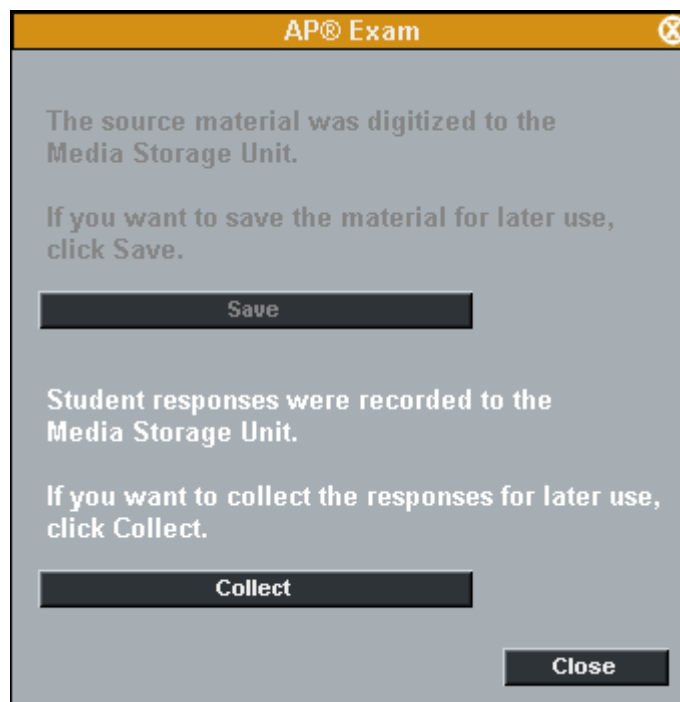 AP® Exam
The source material was digitized to the
Media Storage Unit.
If you want to save the material for later use,
click Save.
Save
Student responses were recorded to the
Media Storage Unit.
If you want to collect the responses for later use,
click Collect.
Collect
Close